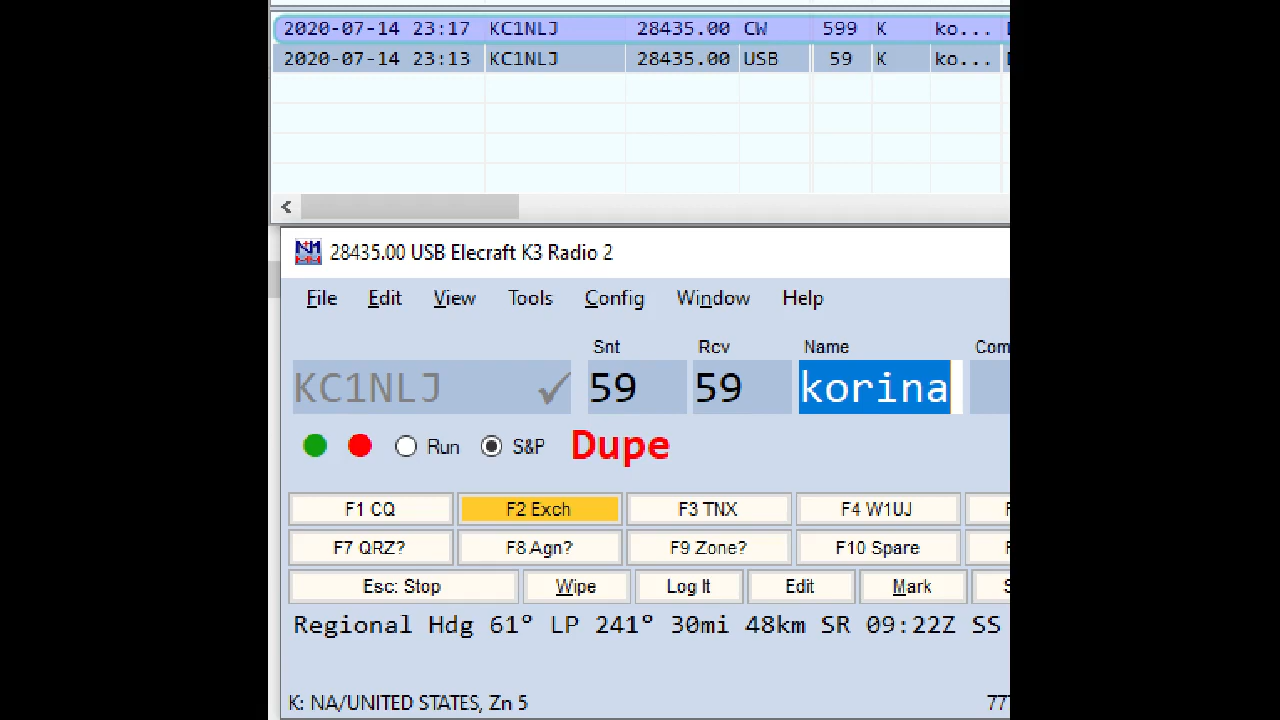 2020-07-14 23:17 KC1NLJ 28435.00 CW 599 K ko...
2020-07-14 23:13 KC1NLJ 28435.00 USB 59 K ko...
28435.00 USB Elecraft K3 Radio 2
File Edit View Tools Config Window Help
Snt Rcv Name Com
KC1NLJ 59 59 korina
Run S&P Dupe
F1 CQ F2 Exch F3 TNX F4 W1UJ
F7 QRZ? F8 Agn? F9 Zone? F10 Spare
Esc: Stop Wipe Log It Edit Mark
Regional Hdg 61° LP 241° 30mi 48km SR 09:22Z SS
K: NA/UNITED STATES, Zn 5